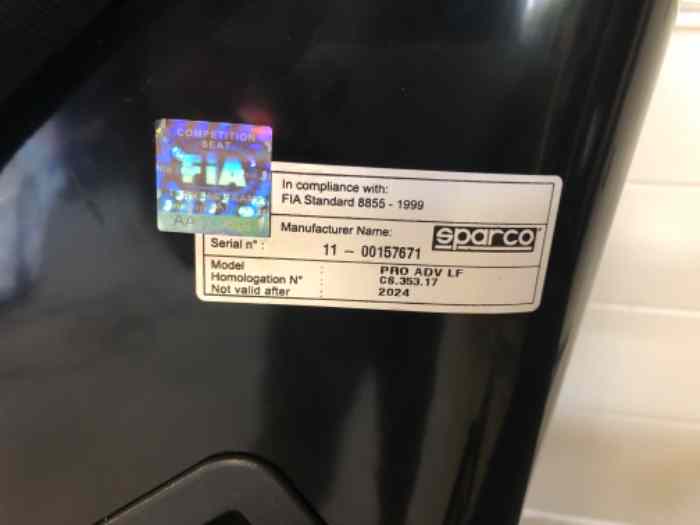 COMPETITION
SEAT
FIA
In compliance with:
FIA Standard 8855 - 1999
Manufacturer Name:
sparco
Serial n° : 11 - 00157671
Model : PRO ADV LF
Homologation N° : CS.353.17
Not valid after : 2024